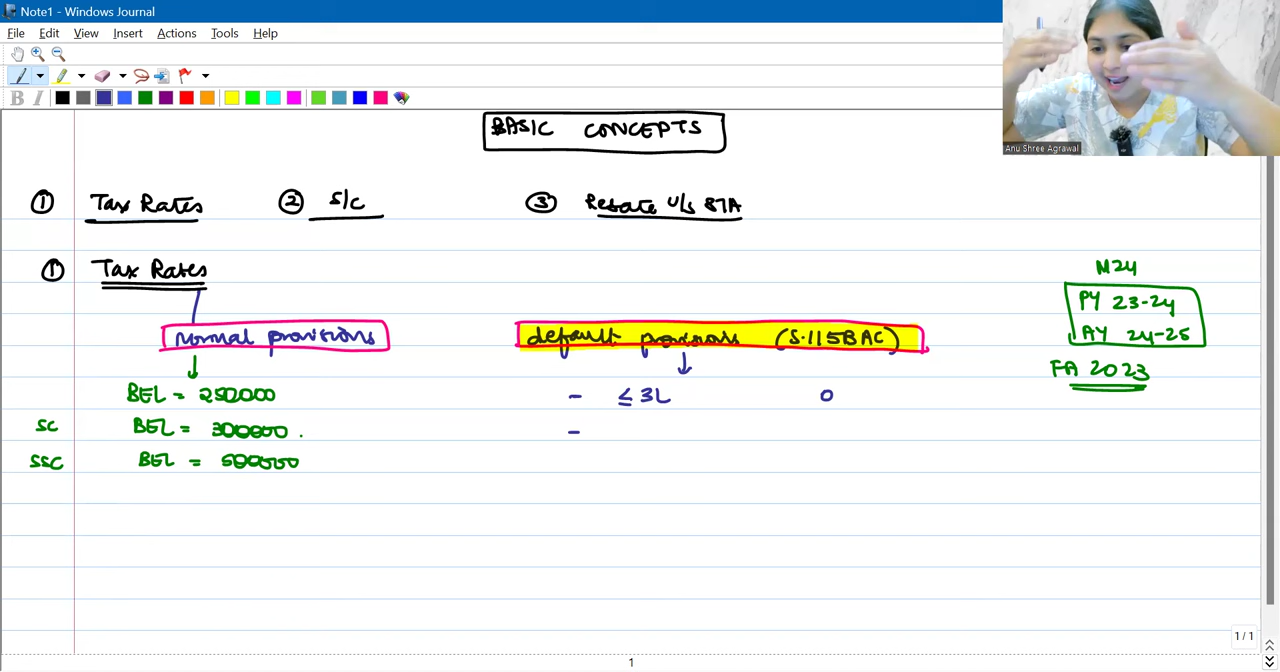 Note1 - Windows Journal
File Edit View Insert Actions Tools Help
B I
Anu Shree Agrawal
BASIC CONCEPTS
① Tax Rates ② S/C ③ Rebate U/s 87A
① Tax Rates
M24
PY 23-24
AY 24-25
FA 2023
normal provisions default provisions (S.115BAC)
BEL = 250000 - ≤ 3L 0
SC BEL = 300000 . -
SSC BEL = 500000
1 / 1
1